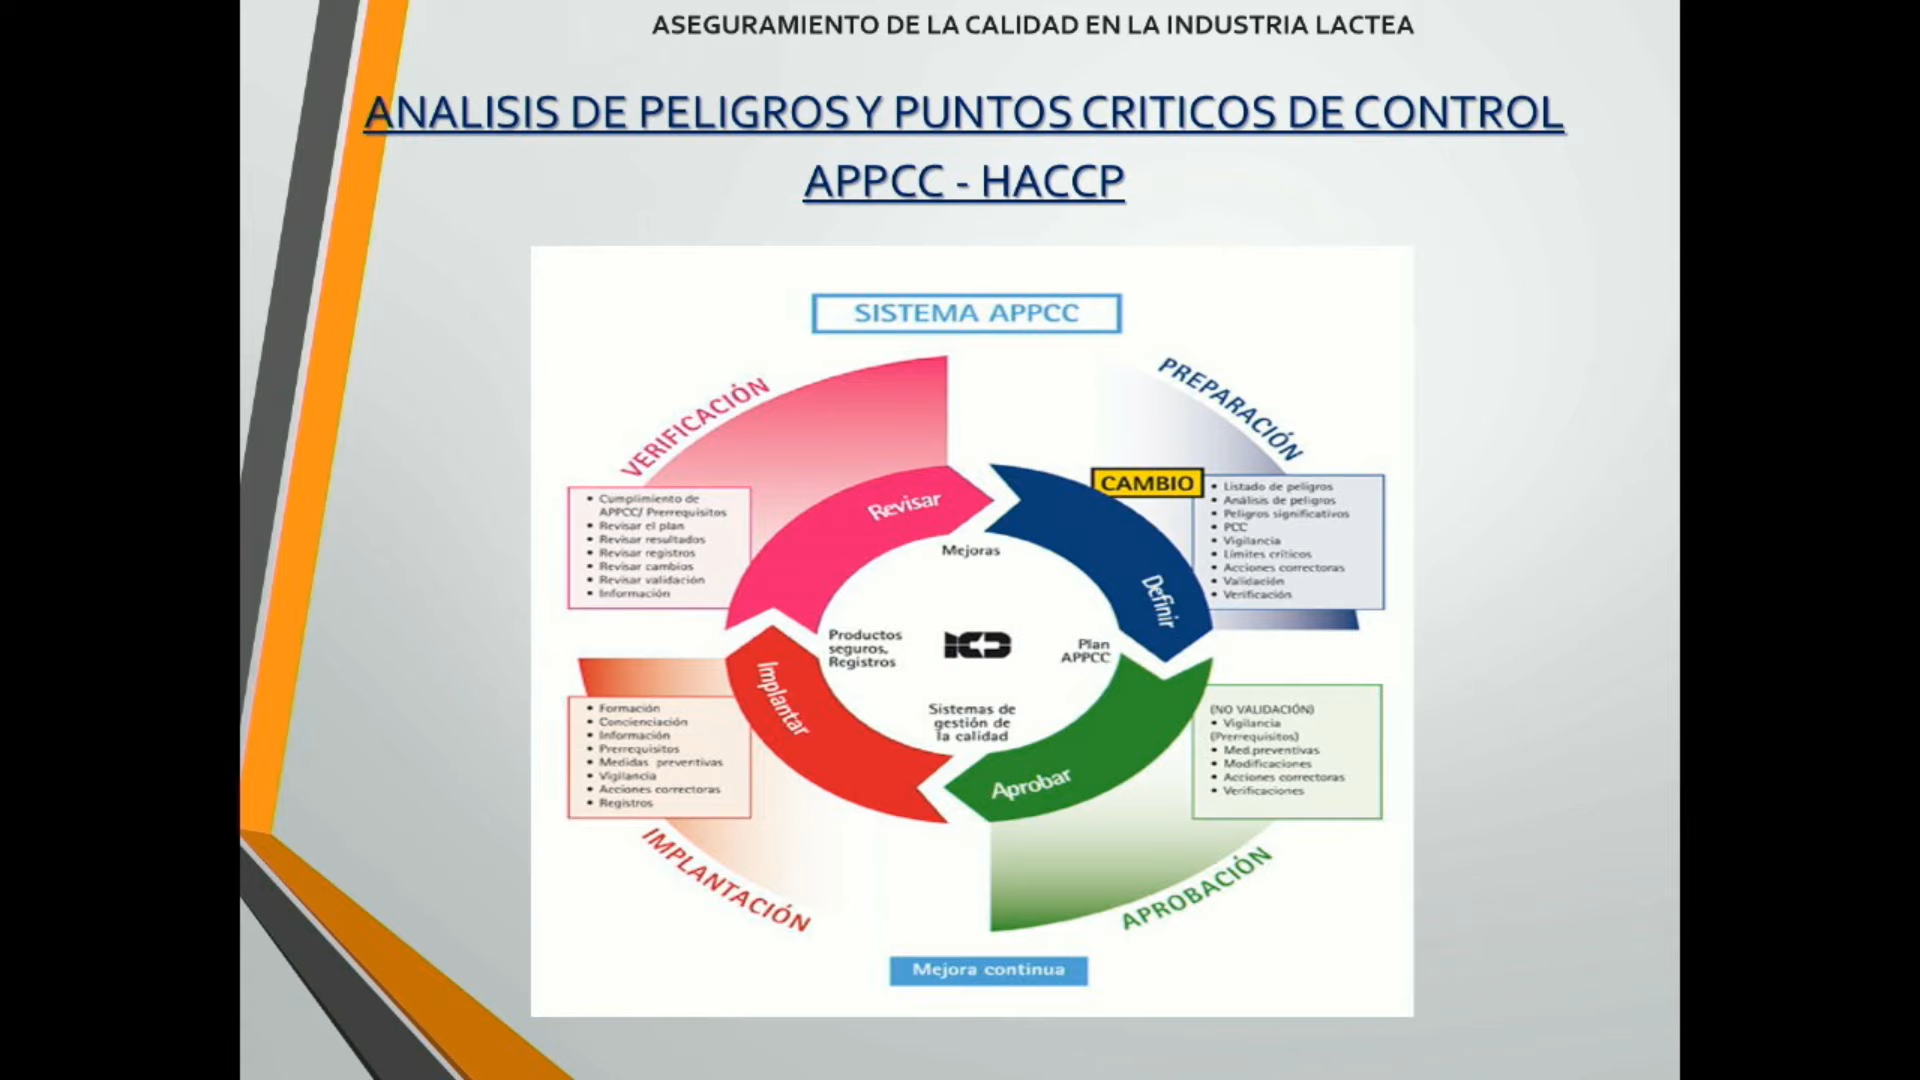 ASEGURAMIENTO DE LA CALIDAD EN LA INDUSTRIA LACTEA
ANALISIS DE PELIGROS Y PUNTOS CRITICOS DE CONTROL
APPCC - HACCP
SISTEMA APPCC
VERIFICACIÓN
PREPARACIÓN
CAMBIO
Revisar
Definir
• Cumplimiento de
APPCC/ Prerrequisitos
• Revisar el plan
• Revisar resultados
• Revisar registros
• Revisar cambios
• Revisar validación
• Información
• Listado de peligros
• Análisis de peligros
• Peligros significativos
• PCC
• Vigilancia
• Límites críticos
• Acciones correctoras
• Validación
• Verificación
Mejoras
Productos
seguros,
Registros
Plan
APPCC
Sistemas de
gestión de
la calidad
Implantar
Aprobar
• Formación
• Concienciación
• Información
• Prerrequisitos
• Medidas preventivas
• Vigilancia
• Acciones correctoras
• Registros
(NO VALIDACIÓN)
• Vigilancia
(Prerrequisitos)
• Med.preventivas
• Modificaciones
• Acciones correctoras
• Verificaciones
IMPLANTACIÓN
APROBACIÓN
Mejora continua